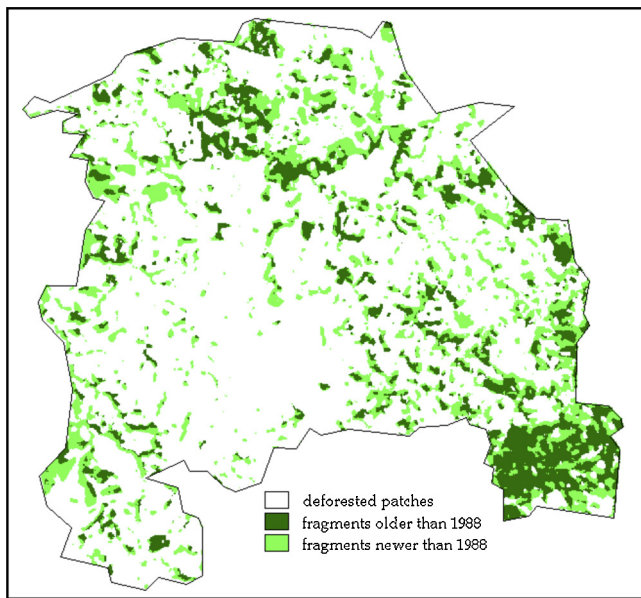 deforested patches
fragments older than 1988
fragments newer than 1988